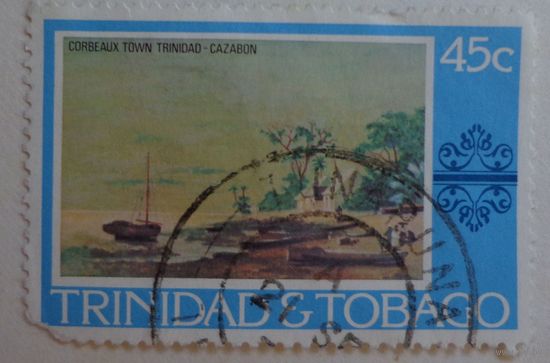 CORBEAUX TOWN TRINIDAD - CAZABON
45c
TRINIDAD & TOBAGO